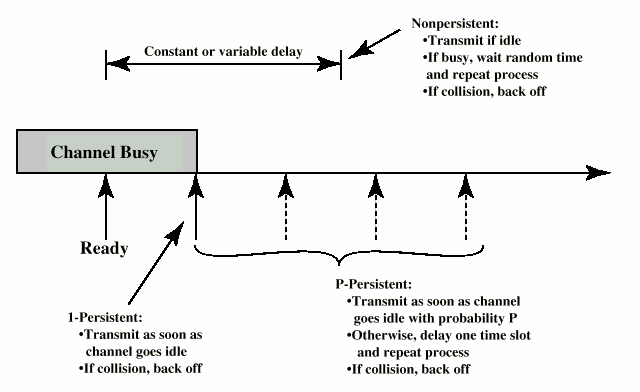 Nonpersistent:
•Transmit if idle
•If busy, wait random time
and repeat process
•If collision, back off
Constant or variable delay
Channel Busy
Ready
1-Persistent:
•Transmit as soon as
channel goes idle
•If collision, back off
P-Persistent:
•Transmit as soon as channel
goes idle with probability P
•Otherwise, delay one time slot
and repeat process
•If collision, back off